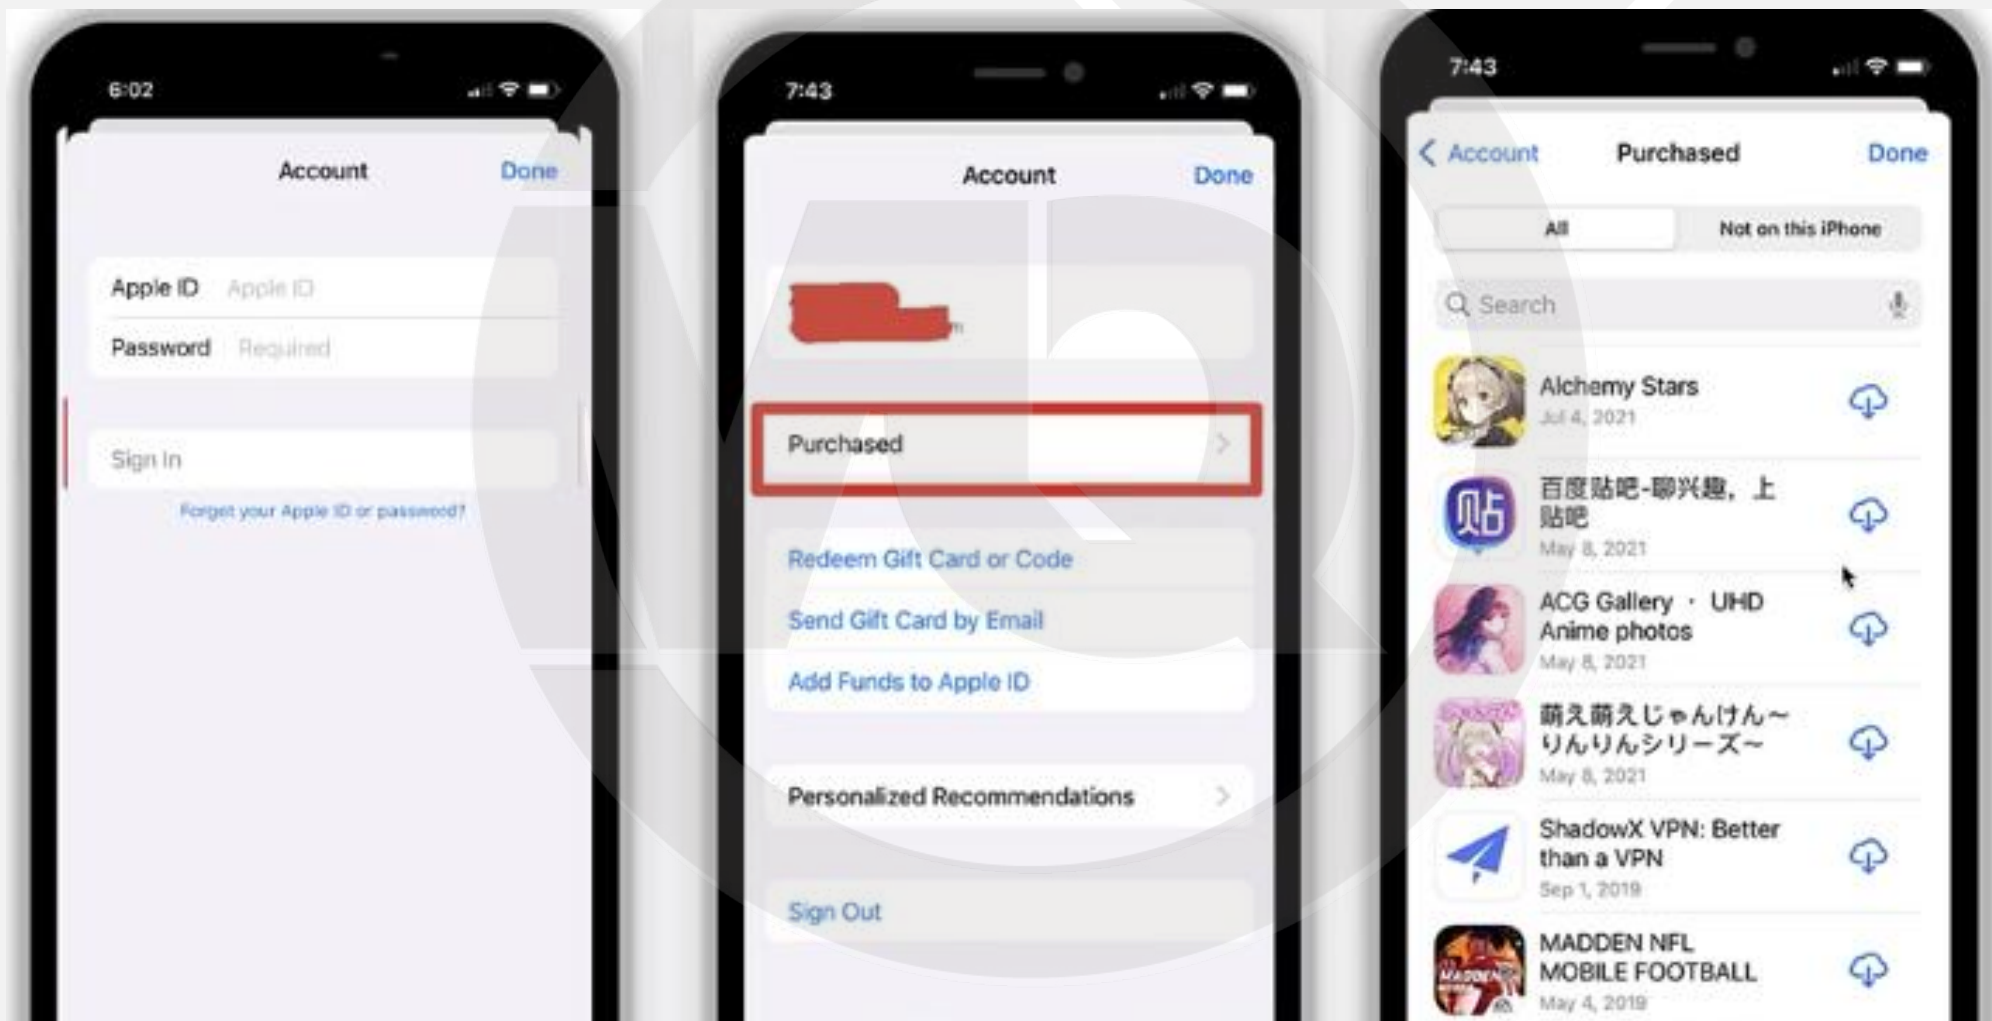 6:02
Account
Done
Apple ID Apple ID
Password Required
Sign In
Forgot your Apple ID or password?
7:43
Account
Done
m
Purchased
Redeem Gift Card or Code
Send Gift Card by Email
Add Funds to Apple ID
Personalized Recommendations
Sign Out
7:43
Account
Purchased
Done
All
Not on this iPhone
Search
Alchemy Stars
Jul 4, 2021
贴
百度贴吧-聊兴趣，上
贴吧
May 8, 2021
ACG Gallery · UHD
Anime photos
May 8, 2021
萌え萌えじゃんけん～
りんりんシリーズ～
May 8, 2021
ShadowX VPN: Better
than a VPN
Sep 1, 2019
MADDEN
MADDEN NFL
MOBILE FOOTBALL
May 4, 2019